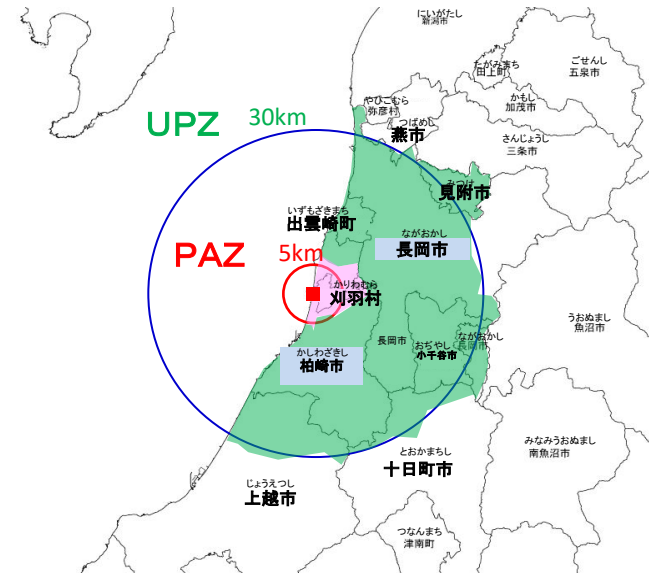 にいがたし
新潟市
ごせんし
五泉市
たがみまち
田上町
かもし
加茂市
やひこむら
弥彦村
つばめし
燕市
さんじょうし
三条市
UPZ 30km
みつけし
見附市
いずもざきまち
出雲崎町
ながおかし
長岡市
PAZ 5km
かりわむら
刈羽村
うおぬまし
魚沼市
長岡市
おぢやし
小千谷市
ながおかし
長岡市
かしわざきし
柏崎市
みなみうおぬまし
南魚沼市
とおかまちし
十日町市
じょうえつし
上越市
つなんまち
津南町